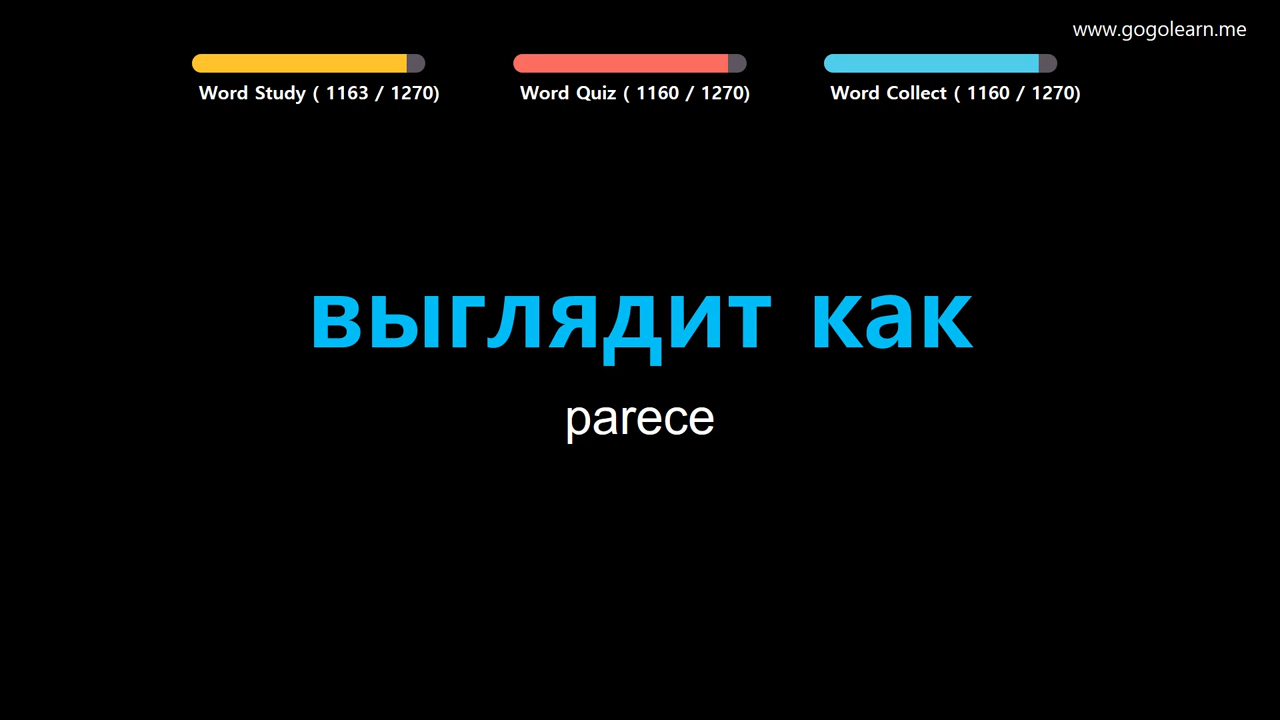 www.gogolearn.me
Word Study ( 1163 / 1270)
Word Quiz ( 1160 / 1270)
Word Collect ( 1160 / 1270)
выглядит как
parece